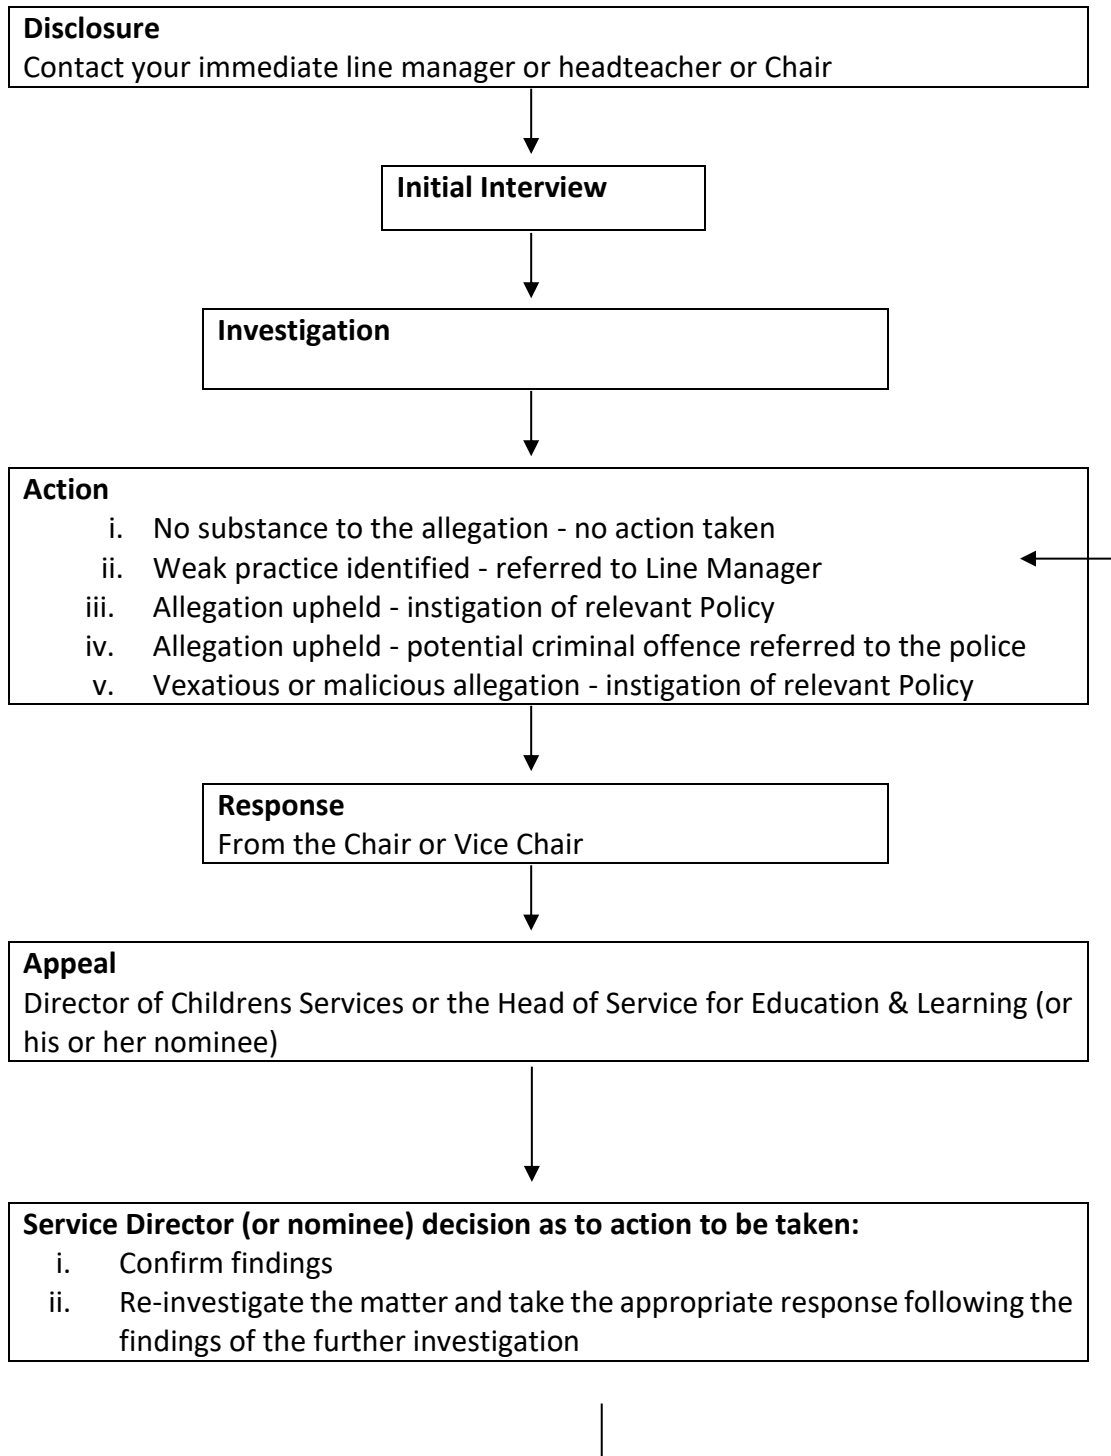 Disclosure
Contact your immediate line manager or headteacher or Chair
Initial Interview
Investigation
Action
i. No substance to the allegation - no action taken
ii. Weak practice identified - referred to Line Manager
iii. Allegation upheld - instigation of relevant Policy
iv. Allegation upheld - potential criminal offence referred to the police
v. Vexatious or malicious allegation - instigation of relevant Policy
Response
From the Chair or Vice Chair
Appeal
Director of Childrens Services or the Head of Service for Education & Learning (or
his or her nominee)
Service Director (or nominee) decision as to action to be taken:
i. Confirm findings
ii. Re-investigate the matter and take the appropriate response following the
findings of the further investigation